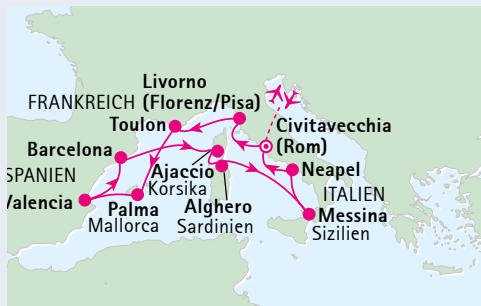 Livorno
FRANKREICH (Florenz/Pisa)
Toulon
Civitavecchia
(Rom)
Barcelona
Ajaccio
Korsika
Neapel
SPANIEN
ITALIEN
Valencia
Palma
Mallorca
Alghero
Sardinien
Messina
Sizilien